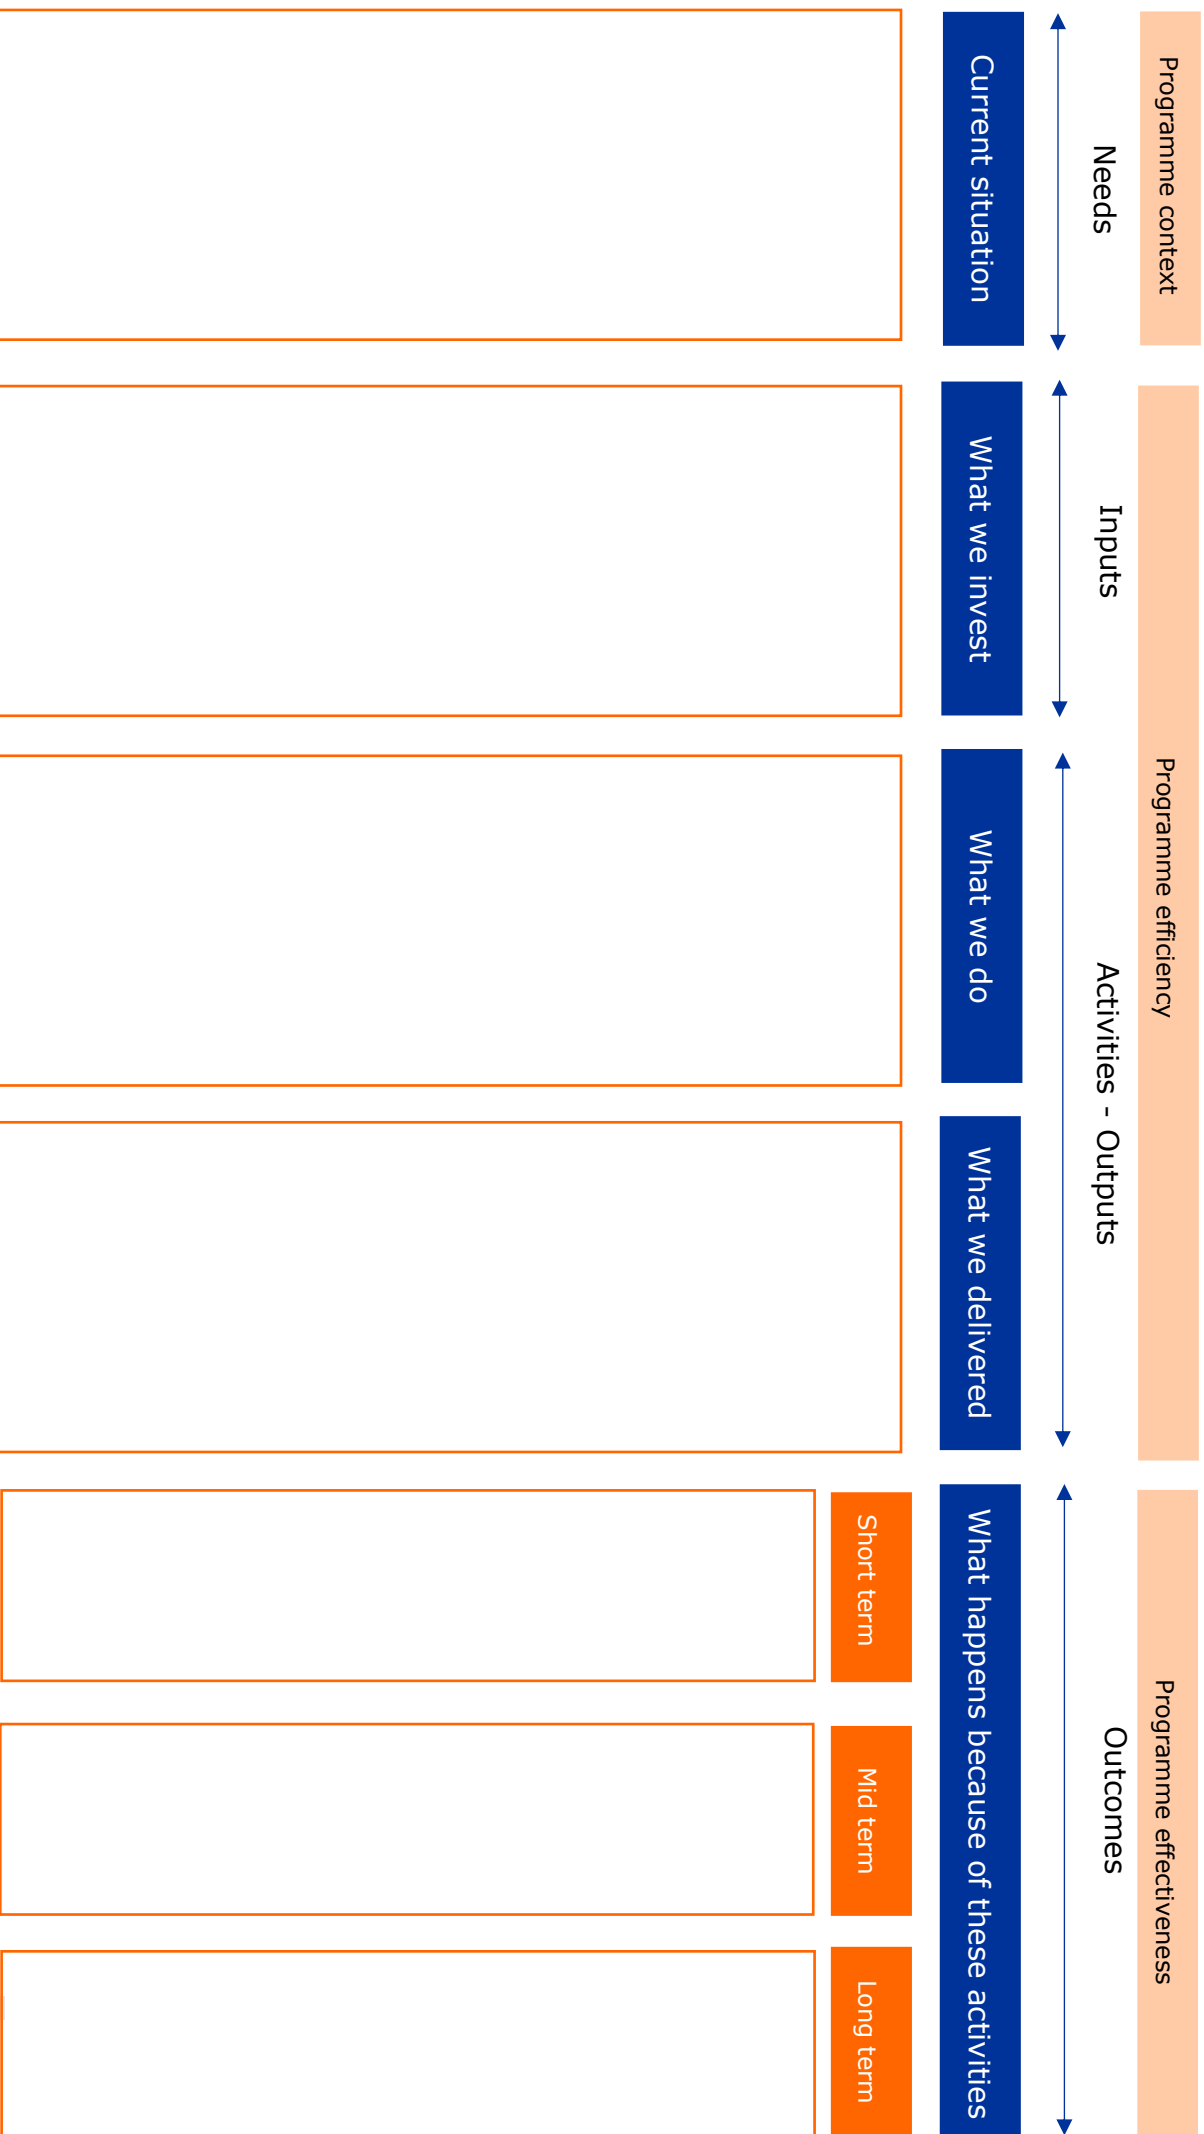 Programme context
Programme efficiency
Programme effectiveness
Needs
Inputs
Activities - Outputs
Outcomes
Current situation
What we invest
What we do
What we delivered
What happens because of these activities
Short term
Mid term
Long term